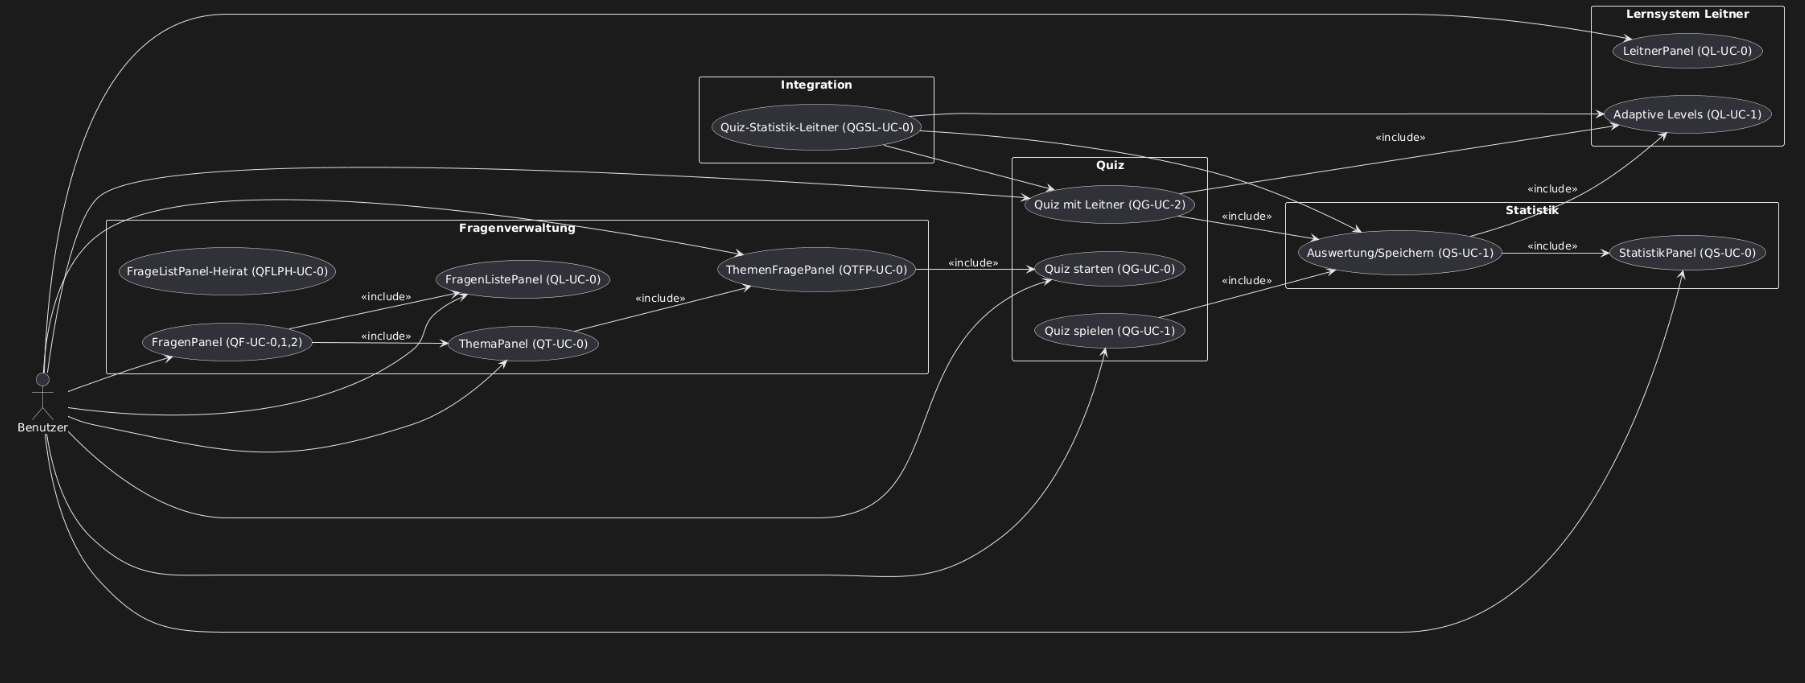 Lernsystem Leitner
LeitnerPanel (QL-UC-0)
Adaptive Levels (QL-UC-1)
Integration
Quiz-Statistik-Leitner (QGSL-UC-0)
«include»
Quiz
Quiz mit Leitner (QG-UC-2)
«include»
«include»
Statistik
Auswertung/Speichern (QS-UC-1)
«include»
StatistikPanel (QS-UC-0)
Fragenverwaltung
FrageListPanel-Heirat (QFLPH-UC-0)
FragenListePanel (QL-UC-0)
ThemenFragePanel (QTFP-UC-0)
«include»
Quiz starten (QG-UC-0)
«include»
«include»
«include»
Quiz spielen (QG-UC-1)
FragenPanel (QF-UC-0,1,2)
«include»
ThemaPanel (QT-UC-0)
Benutzer